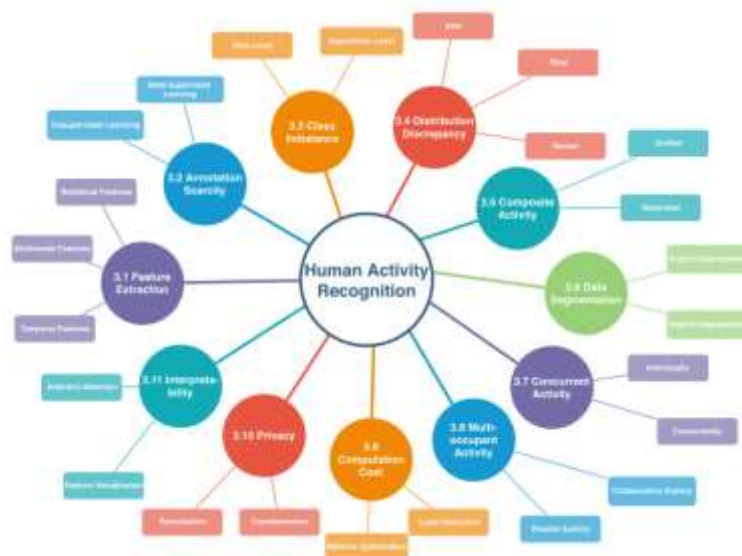 Data Level
Algorithmic Level
User
Time
Sensor
3.3 Class
Imbalance
3.4 Distribution
Discrepancy
Semi-supervised
Learning
Unsupervised Learning
3.2 Annotation
Scarcity
Unified
Separated
3.5 Composite
Activity
Statistical Features
Multimodal Features
Temporal Features
3.1 Feature
Extraction
Human Activity
Recognition
3.6 Data
Segmentation
3.11 Interpreta-
bility
Feature Visualization
3.7 Concurrent
Activity
Individually
3.10 Privacy
3.9
Computation
Cost
3.8 Multi-
occupant
Activity
Collaborative Activity
Parallel Activity
Transformation
Layer Reduction
Network Optimization